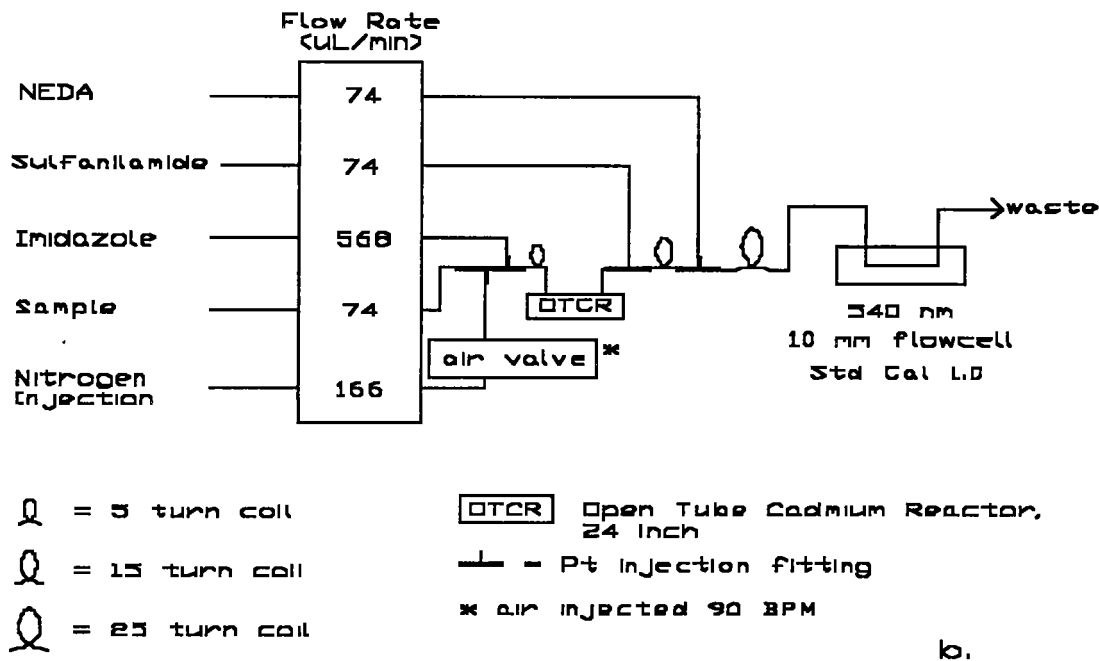 Flow Rate
(uL/min)
NEDA
74
Sulfanilamide
74
Imidazole
568
Sample
74
Nitrogen
Injection
166
air valve *
OTCR
waste
540 nm
10 mm flowcell
Std Cal 1.0
= 5 turn coil
= 15 turn coil
= 25 turn coil
OTCR Open Tube Cadmium Reactor,
24 inch
- Pt injection fitting
* air injected 90 BPM
b.